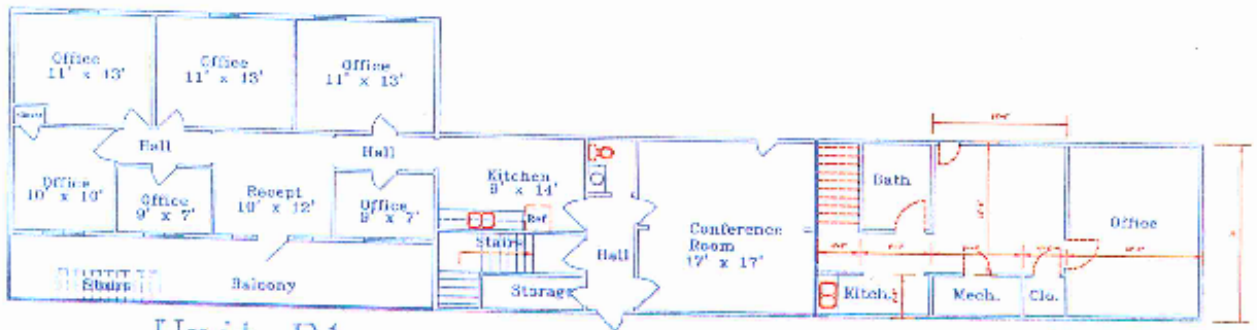 Office
11' x 13'
Office
11' x 13'
Office
11' x 13'
Hall
Hall
Office
10' x 10'
Office
9' x 7'
Recept
10' x 12'
Office
9' x 7'
Kitchen
9' x 14'
Ref
Stairs
Storage
Hall
Conference
Room
17' x 17'
Bath
Office
Kitch.
Mech.
Clo.
Stairs
Balcony